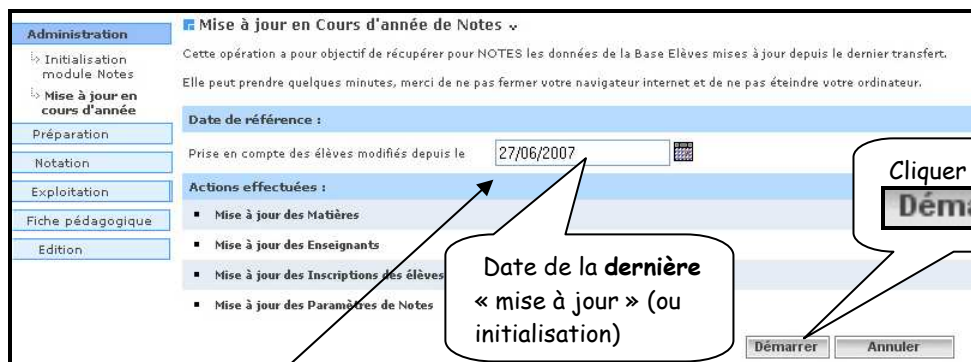 Administration
Initialisation
module Notes
Mise à jour en
cours d'année
Préparation
Notation
Exploitation
Fiche pédagogique
Edition
Mise à jour en Cours d'année de Notes
Cette opération a pour objectif de récupérer pour NOTES les données de la Base Elèves mises à jour depuis le dernier transfert.
Elle peut prendre quelques minutes, merci de ne pas fermer votre navigateur internet et de ne pas éteindre votre ordinateur.
Date de référence :
Prise en compte des élèves modifiés depuis le 27/06/2007
Actions effectuées :
Mise à jour des Matières
Mise à jour des Enseignants
Mise à jour des Inscriptions des élèves
Mise à jour des Paramètres de Notes
Date de la dernière
« mise à jour » (ou
initialisation)
Cliquer
Déma
Démarrer Annuler